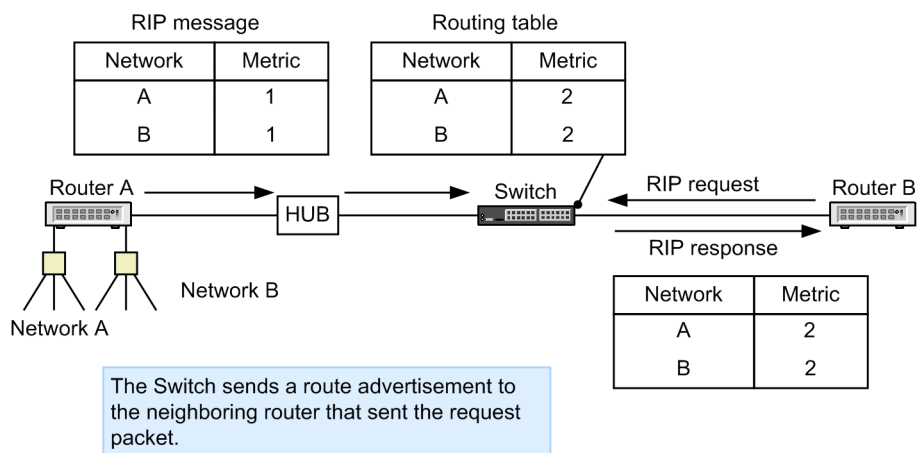 RIP message
Routing table
Network Metric
A 1
B 1
Network Metric
A 2
B 2
Router A
HUB
Switch
RIP request
Router B
RIP response
Network B
Network A
Network Metric
A 2
B 2
The Switch sends a route advertisement to
the neighboring router that sent the request
packet.